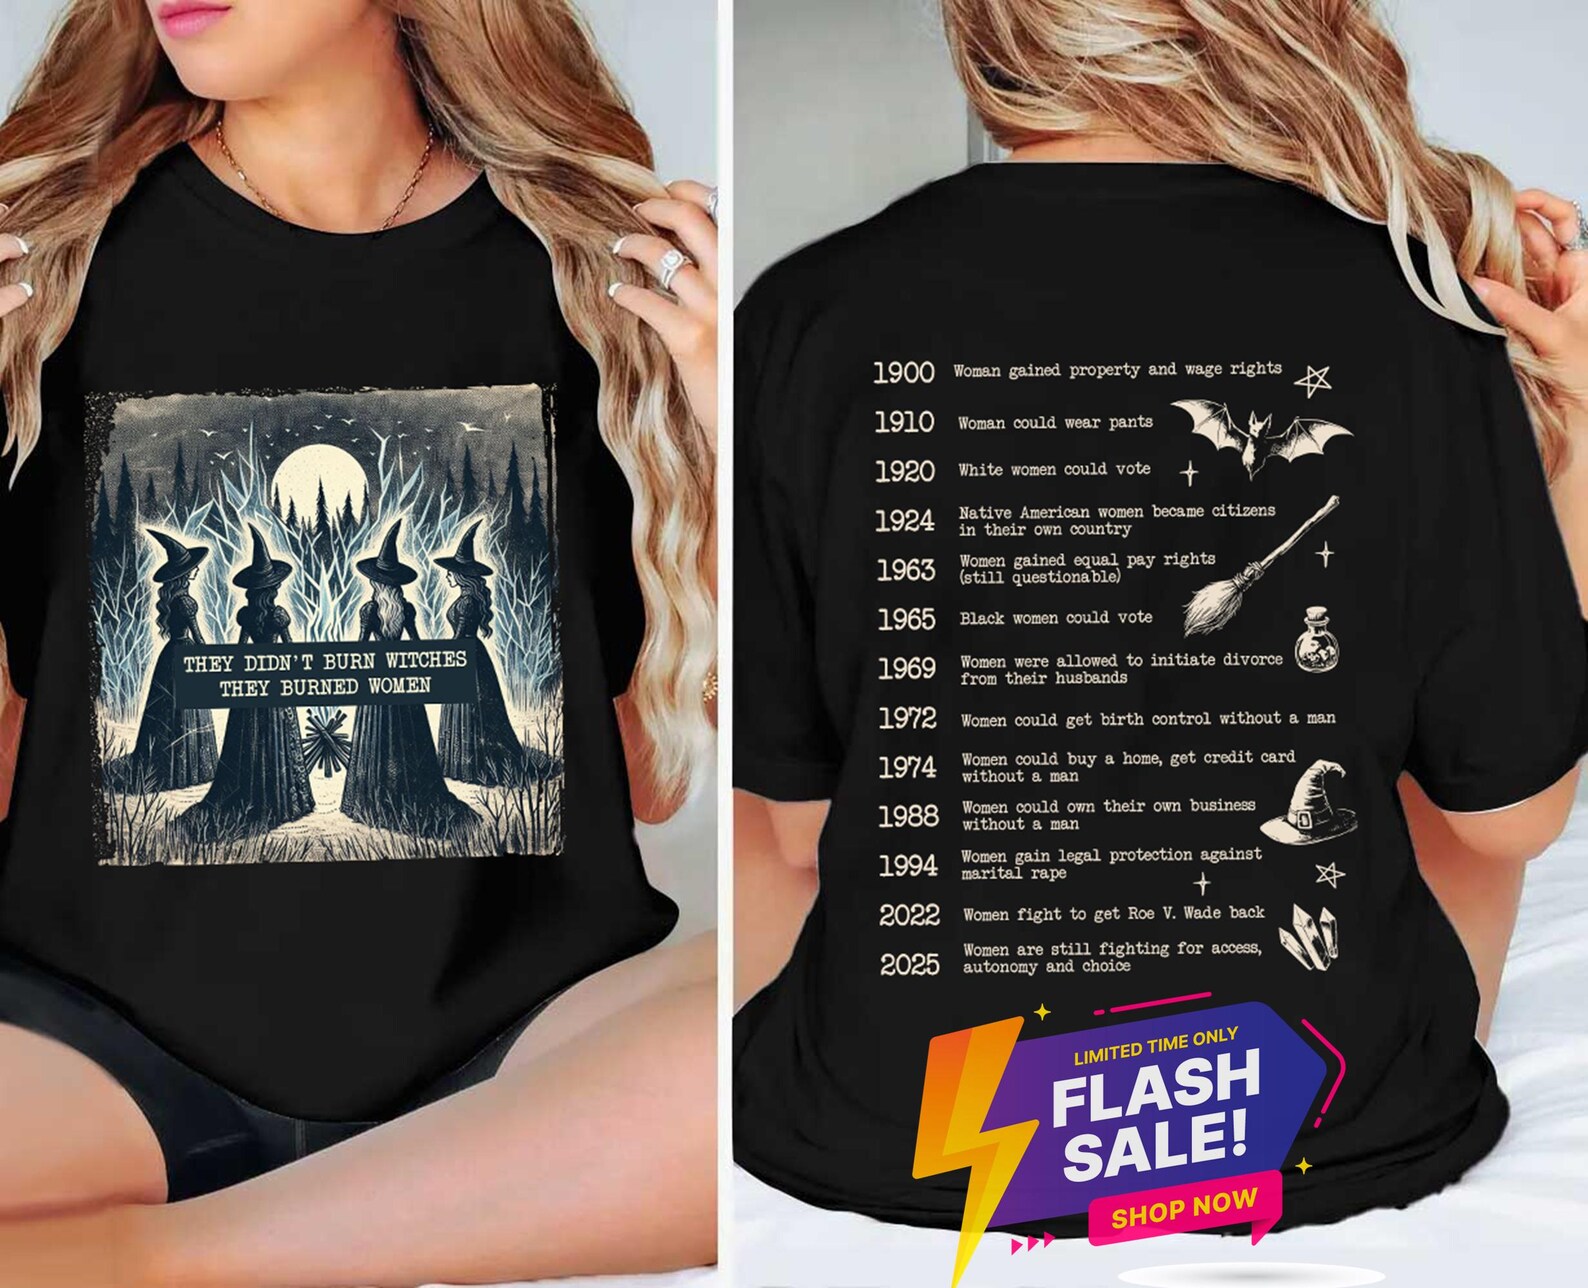 THEY DIDN'T BURN WITCHES
THEY BURNED WOMEN
1900 Woman gained property and wage rights
1910 Woman could wear pants
1920 White women could vote
1924 Native American women became citizens
in their own country
1963 Women gained equal pay rights
(still questionable)
1965 Black women could vote
1969 Women were allowed to initiate divorce
from their husbands
1972 Women could get birth control without a man
1974 Women could buy a home, get credit card
without a man
1988 Women could own their own business
without a man
1994 Women gain legal protection against
marital rape
2022 Women fight to get Roe V. Wade back
2025 Women are still fighting for access,
autonomy and choice
LIMITED TIME ONLY
FLASH
SALE!
SHOP NOW